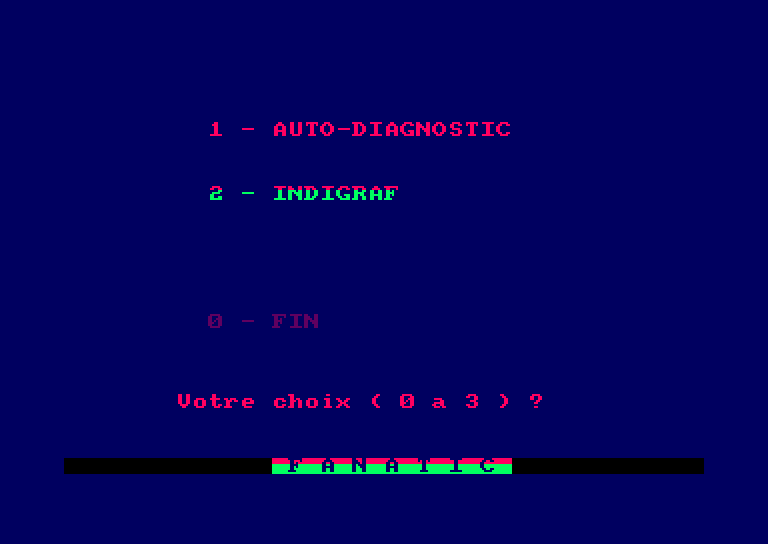 1 - AUTO-DIAGNOSTIC
2 - INDIGRAF
0 - FIN
Votre choix ( 0 a 3 ) ?
F A N A T I C